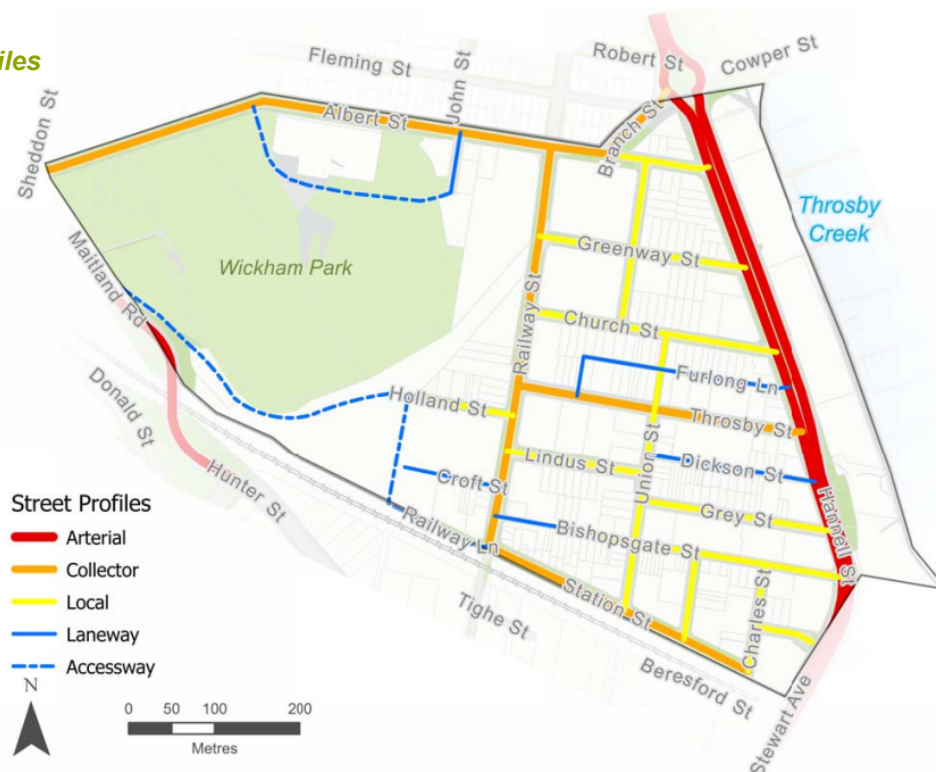 iles
Fleming St
John St
Robert St
Cowper St
Sheddon St
Albert St
Branch St
Throsby
Creek
Wickham Park
Greenway St
Maitland Rd
Railway St
Church St
Furlong Ln
Donald St
Holland St
Throsby St
Lindus St
Union St
Dickson St
Croft St
Hunter St
Grey St
Hannell St
Railway Ln
Bishopsgate St
Station St
Charles St
Tighe St
Beresford St
Stewart Ave
Street Profiles
Arterial
Collector
Local
Laneway
Accessway
N
0 50 100 200
Metres